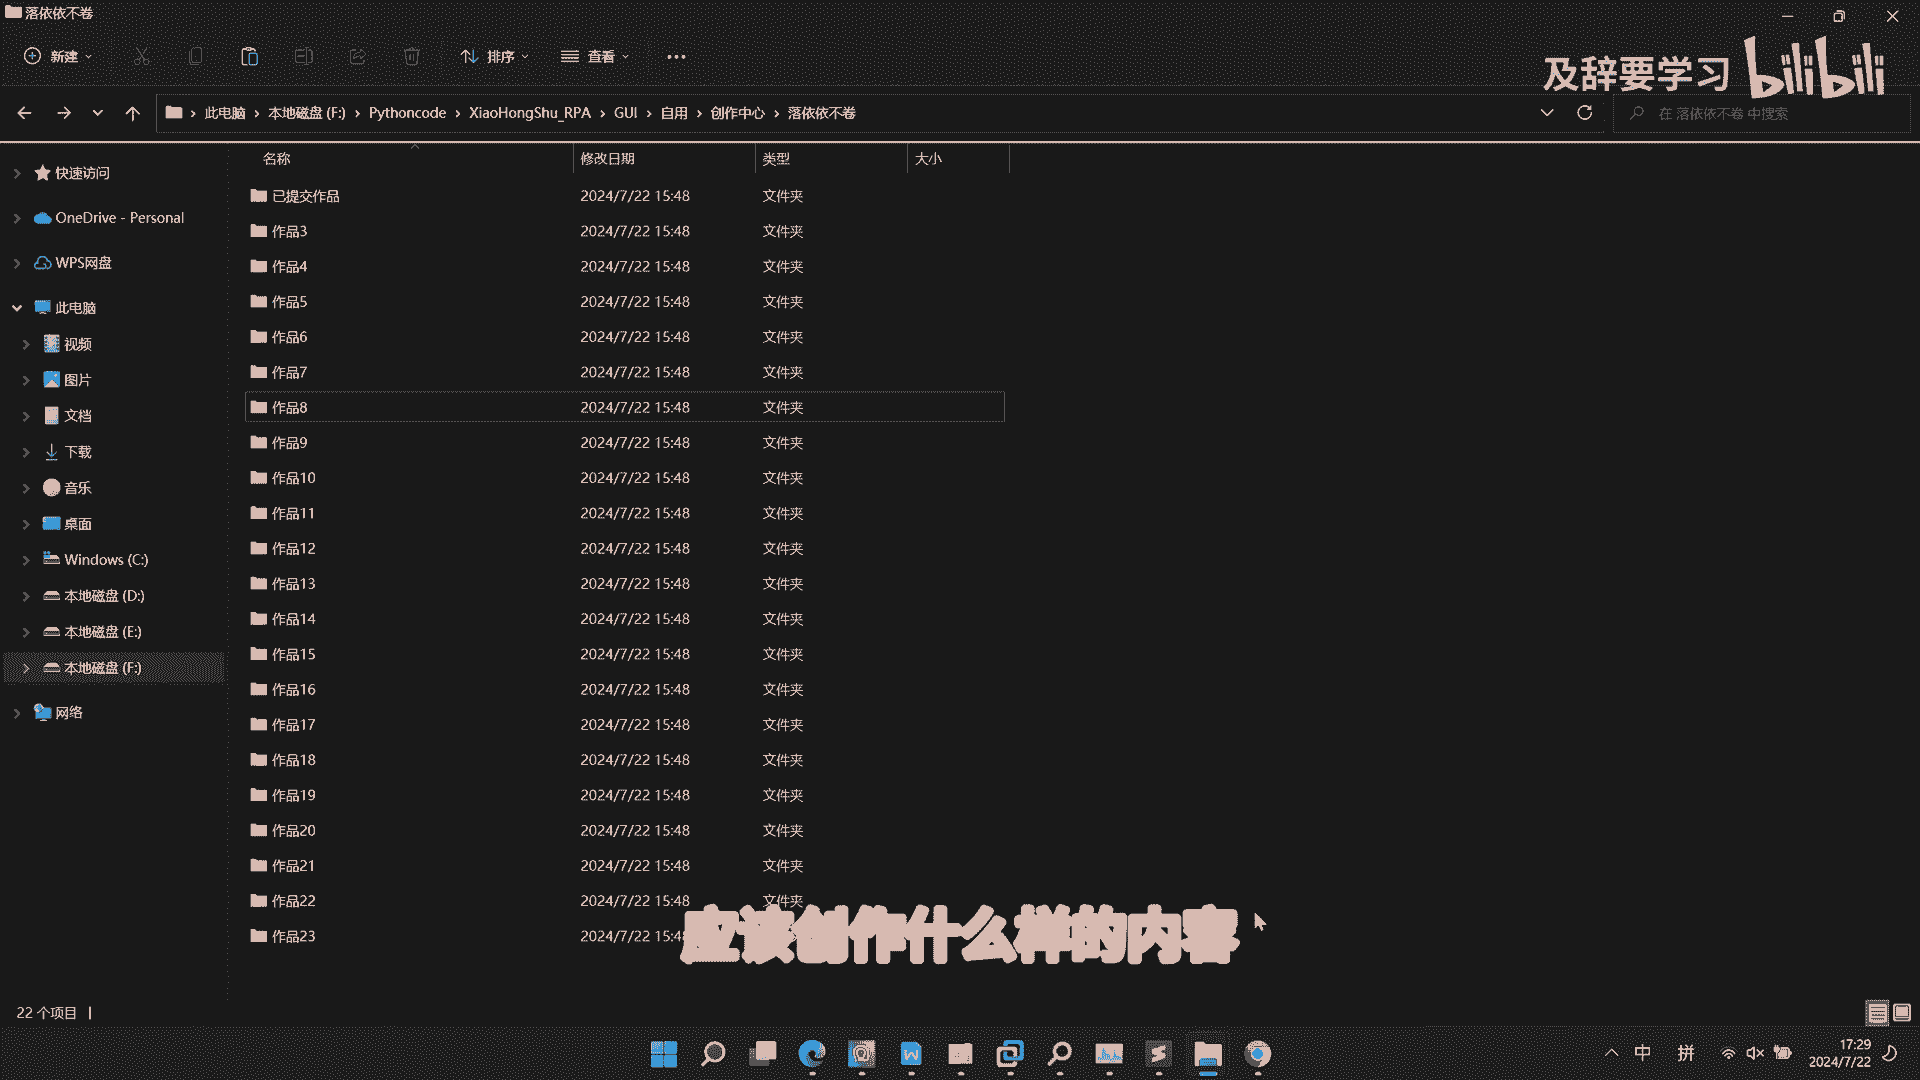 落依依不卷
新建
排序
查看
及辞要学习 bilibili
此电脑 › 本地磁盘 (F:) › Pythoncode › XiaoHongShu_RPA › GUI › 自用 › 创作中心 › 落依依不卷
在 落依依不卷 中搜索
名称 修改日期 类型 大小
快速访问
OneDrive - Personal
WPS网盘
此电脑
视频
图片
文档
下载
音乐
桌面
Windows (C:)
本地磁盘 (D:)
本地磁盘 (E:)
本地磁盘 (F:)
网络
已提交作品 2024/7/22 15:48 文件夹
作品3 2024/7/22 15:48 文件夹
作品4 2024/7/22 15:48 文件夹
作品5 2024/7/22 15:48 文件夹
作品6 2024/7/22 15:48 文件夹
作品7 2024/7/22 15:48 文件夹
作品8 2024/7/22 15:48 文件夹
作品9 2024/7/22 15:48 文件夹
作品10 2024/7/22 15:48 文件夹
作品11 2024/7/22 15:48 文件夹
作品12 2024/7/22 15:48 文件夹
作品13 2024/7/22 15:48 文件夹
作品14 2024/7/22 15:48 文件夹
作品15 2024/7/22 15:48 文件夹
作品16 2024/7/22 15:48 文件夹
作品17 2024/7/22 15:48 文件夹
作品18 2024/7/22 15:48 文件夹
作品19 2024/7/22 15:48 文件夹
作品20 2024/7/22 15:48 文件夹
作品21 2024/7/22 15:48 文件夹
作品22 2024/7/22 15:48 文件夹
作品23 2024/7/22 15:48
应该创作什么样的内容
22 个项目
中 拼 17:29
2024/7/22